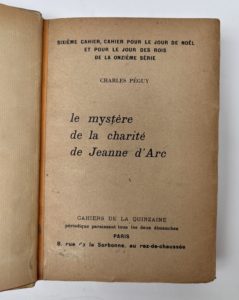 SIXIÈME CAHIER, CAHIER POUR LE JOUR DE NOËL
ET POUR LE JOUR DES ROIS
DE LA ONZIÈME SÉRIE
CHARLES PÉGUY
le mystère
de la charité
de Jeanne d'Arc
CAHIERS DE LA QUINZAINE
périodique paraissant tous les deux dimanches
PARIS
8, rue de la Sorbonne, au rez-de-chaussée